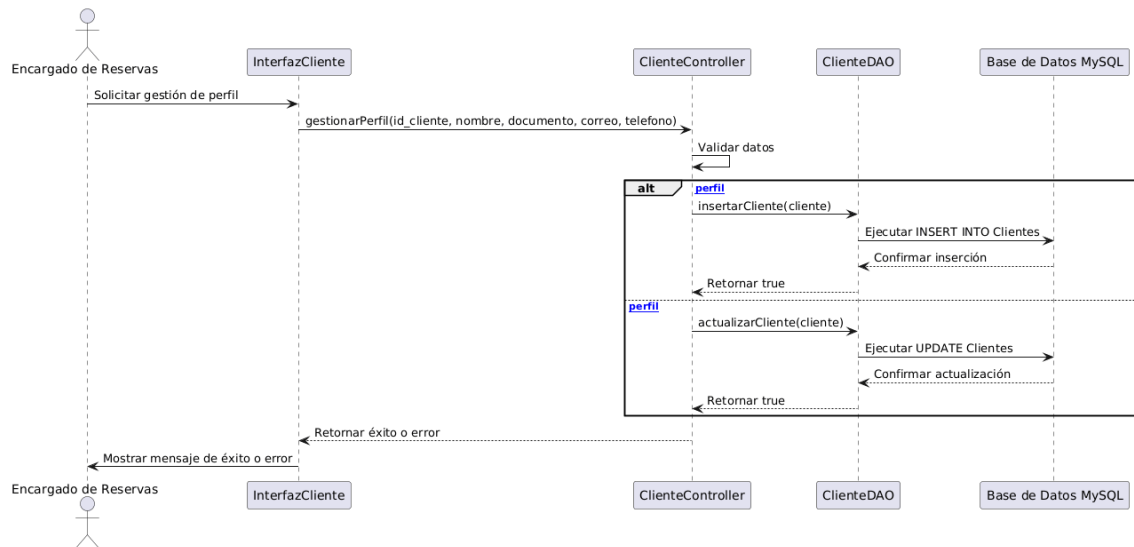 Encargado de Reservas
InterfazCliente
ClienteController
ClienteDAO
Base de Datos MySQL
Solicitar gestión de perfil
gestionarPerfil(id_cliente, nombre, documento, correo, telefono)
Validar datos
alt
perfil
insertarCliente(cliente)
Ejecutar INSERT INTO Clientes
Confirmar inserción
Retornar true
perfil
actualizarCliente(cliente)
Ejecutar UPDATE Clientes
Confirmar actualización
Retornar true
Retornar éxito o error
Mostrar mensaje de éxito o error
Encargado de Reservas
InterfazCliente
ClienteController
ClienteDAO
Base de Datos MySQL